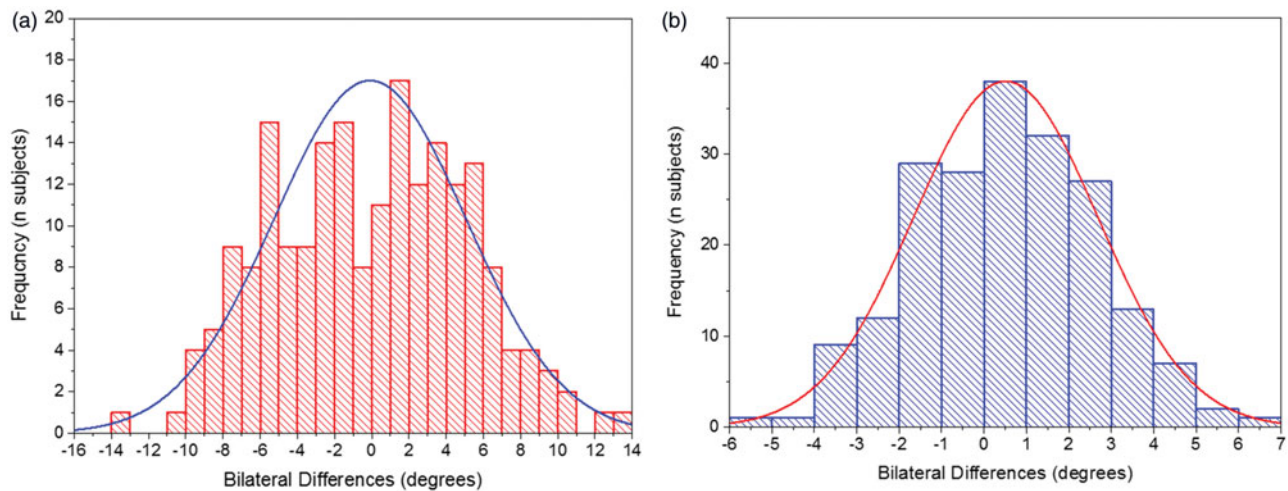 (a)
20
18
16
14
12
10
8
6
4
2
0
Frequency (n subjects)
-16 -14 -12 -10 -8 -6 -4 -2 0 2 4 6 8 10 12 14
Bilateral Differences (degrees)
(b)
40
30
20
10
0
Frequency (n subjects)
-6 -5 -4 -3 -2 -1 0 1 2 3 4 5 6 7
Bilateral Differences (degrees)